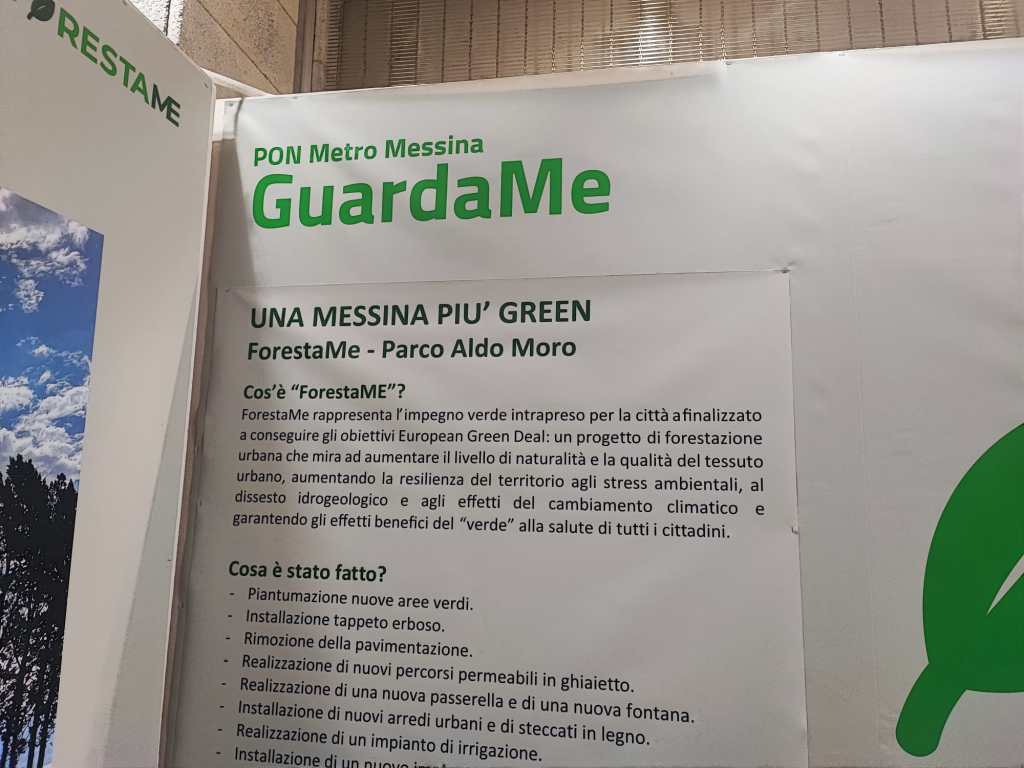 RESTAME
PON Metro Messina
GuardaMe
UNA MESSINA PIU' GREEN
ForestaMe - Parco Aldo Moro
Cos'è “ForestaME”?
ForestaMe rappresenta l'impegno verde intrapreso per la città afinalizzato
a conseguire gli obiettivi European Green Deal: un progetto di forestazione
urbana che mira ad aumentare il livello di naturalità e la qualità del tessuto
urbano, aumentando la resilienza del territorio agli stress ambientali, al
dissesto idrogeologico e agli effetti del cambiamento climatico e
garantendo gli effetti benefici del “verde” alla salute di tutti i cittadini.
Cosa è stato fatto?
- Piantumazione nuove aree verdi.
- Installazione tappeto erboso.
- Rimozione della pavimentazione.
- Realizzazione di nuovi percorsi permeabili in ghiaietto.
- Realizzazione di una nuova passerella e di una nuova fontana.
- Installazione di nuovi arredi urbani e di steccati in legno.
- Realizzazione di un impianto di irrigazione.
- Installazione di un nuovo